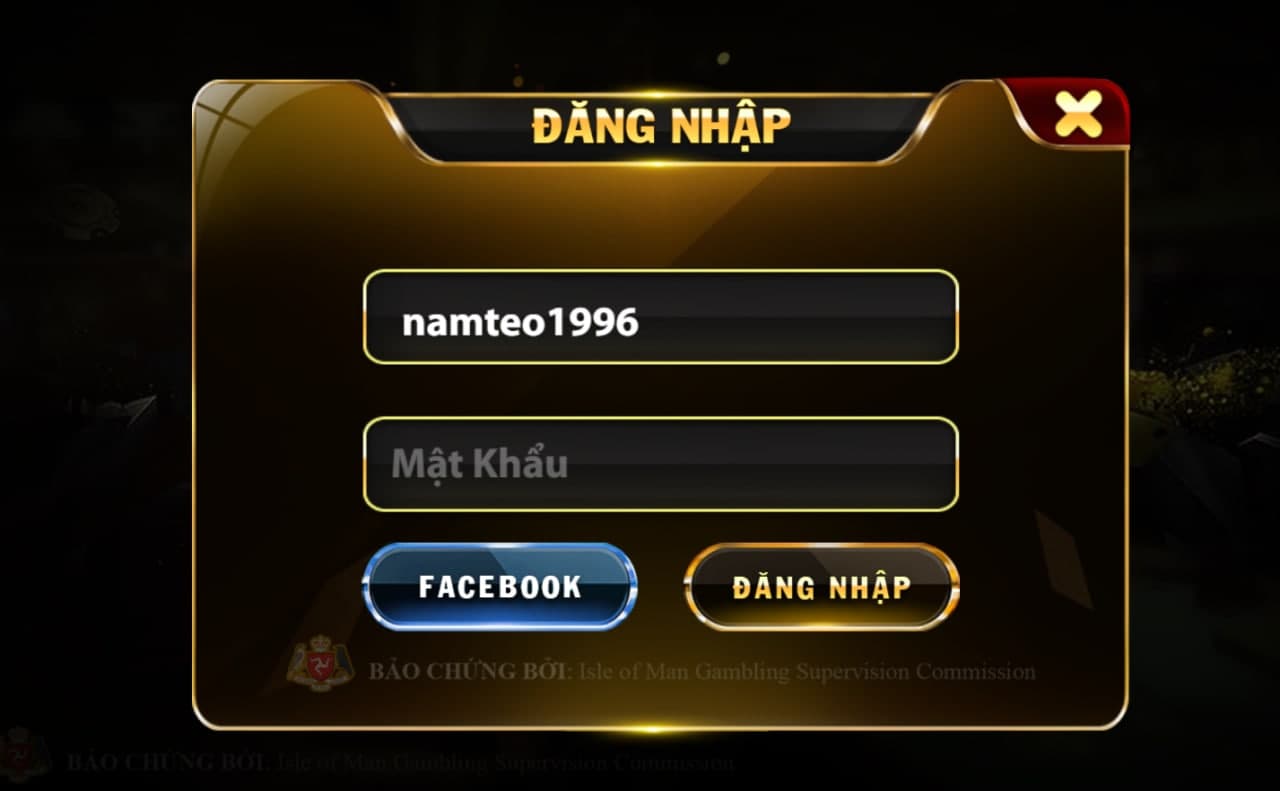 ĐĂNG NHẬP
namteo1996
Mật Khẩu
FACEBOOK
ĐĂNG NHẬP
BẢO CHỨNG BỞI: Isle of Man Gambling Supervision Commission
BẢO CHỨNG BỞI: Isle of Man Gambling Supervision Commission